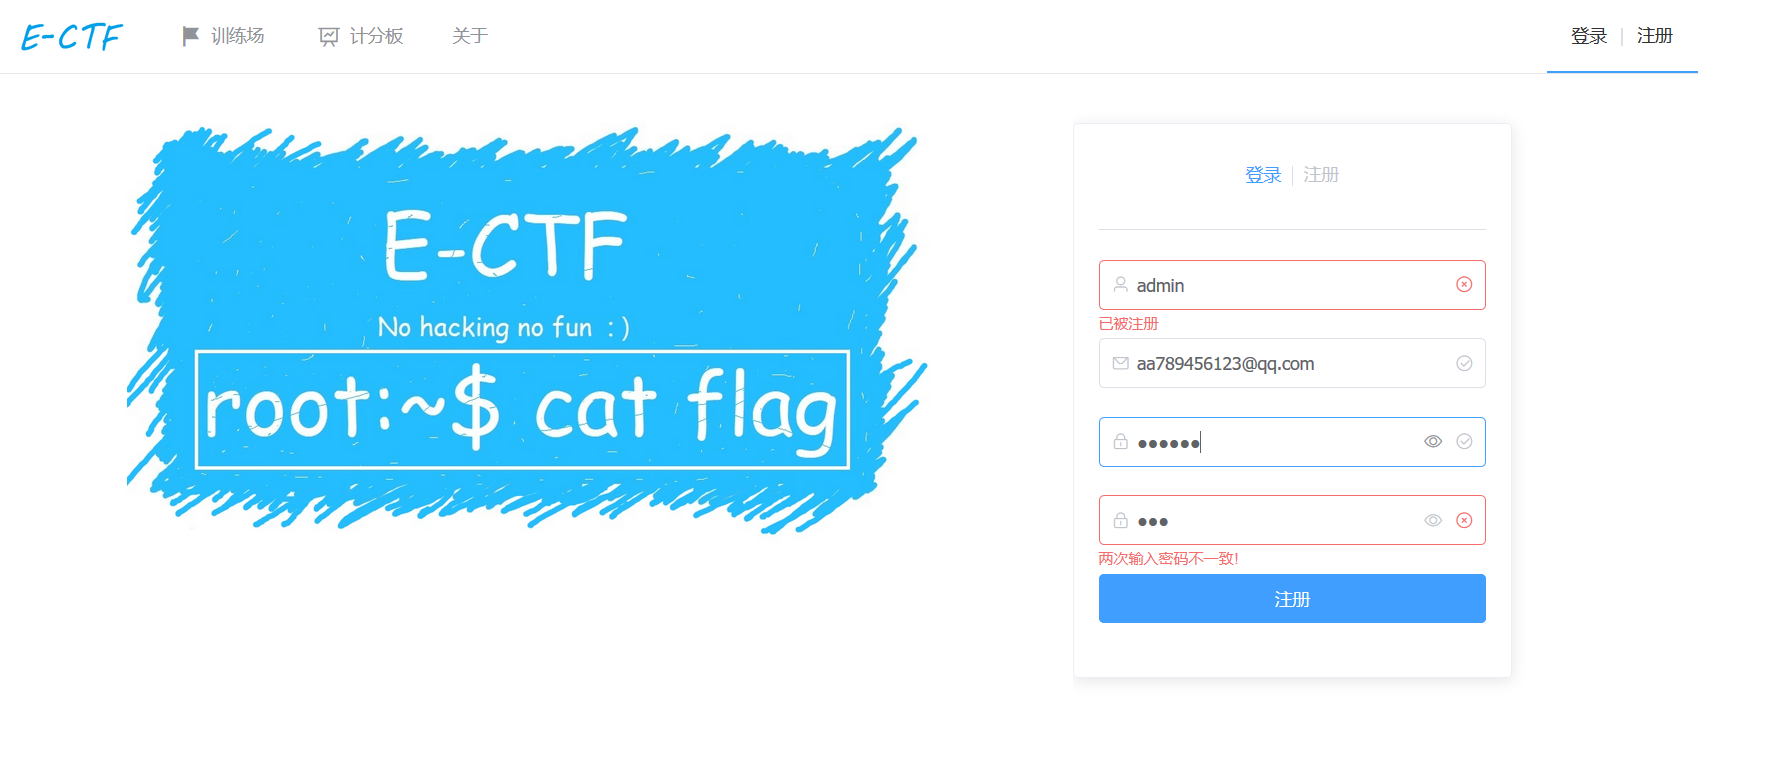 E-CTF 训练场 计分板 关于 登录 | 注册
E-CTF
No hacking no fun :)
root:~$ cat flag
登录 | 注册
admin
已被注册
aa789456123@qq.com
●●●●●●
●●●
两次输入密码不一致!
注册